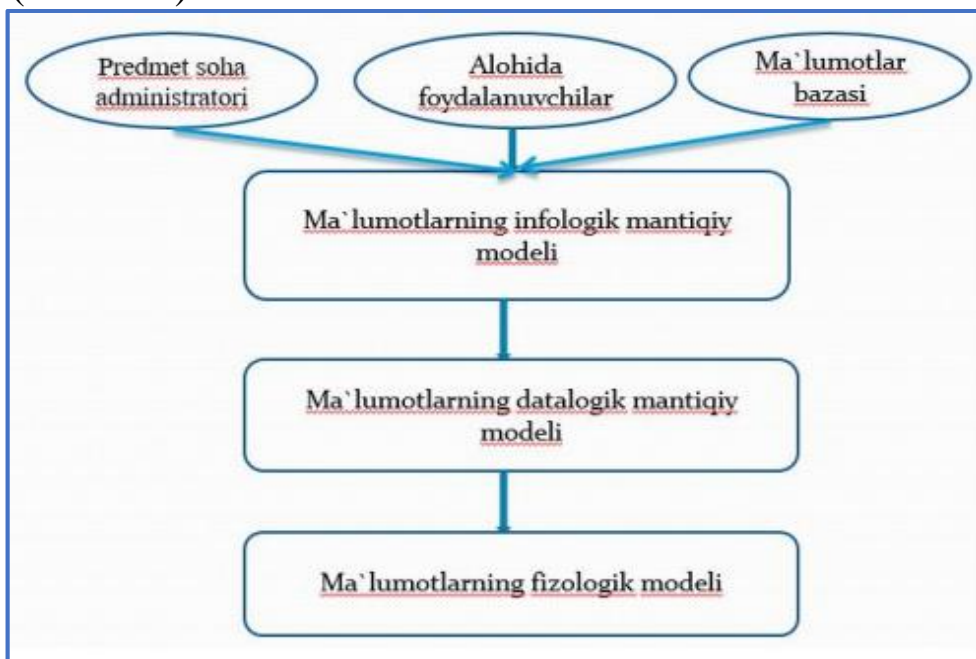 Predmet soha
administratori
Alohida
foydalanuvchilar
Ma`lumotlar
bazasi
Ma`lumotlarning infologik mantiqiy
modeli
Ma`lumotlarning datalogik mantiqiy
modeli
Ma`lumotlarning fizologik modeli